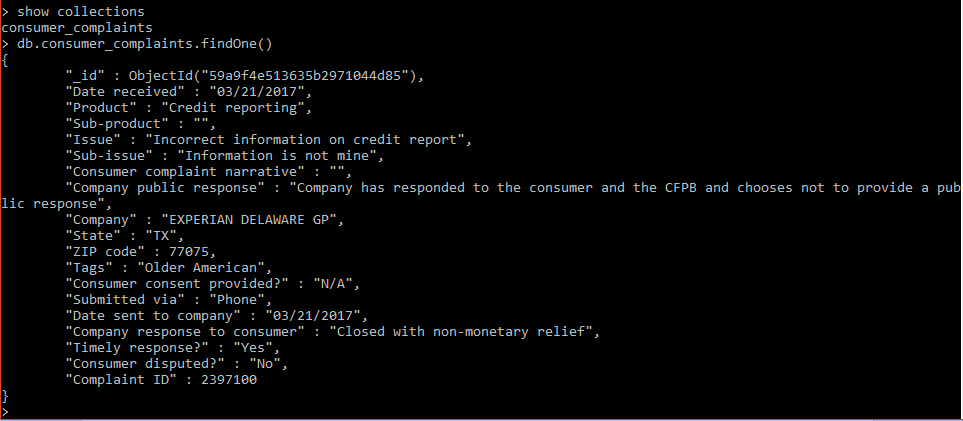 > show collections
consumer_complaints
> db.consumer_complaints.findOne()
{
        "_id" : ObjectId("59a9f4e513635b2971044d85"),
        "Date received" : "03/21/2017",
        "Product" : "Credit reporting",
        "Sub-product" : "",
        "Issue" : "Incorrect information on credit report",
        "Sub-issue" : "Information is not mine",
        "Consumer complaint narrative" : "",
        "Company public response" : "Company has responded to the consumer and the CFPB and chooses not to provide a pub
lic response",
        "Company" : "EXPERIAN DELAWARE GP",
        "State" : "TX",
        "ZIP code" : 77075,
        "Tags" : "Older American",
        "Consumer consent provided?" : "N/A",
        "Submitted via" : "Phone",
        "Date sent to company" : "03/21/2017",
        "Company response to consumer" : "Closed with non-monetary relief",
        "Timely response?" : "Yes",
        "Consumer disputed?" : "No",
        "Complaint ID" : 2397100
}
>